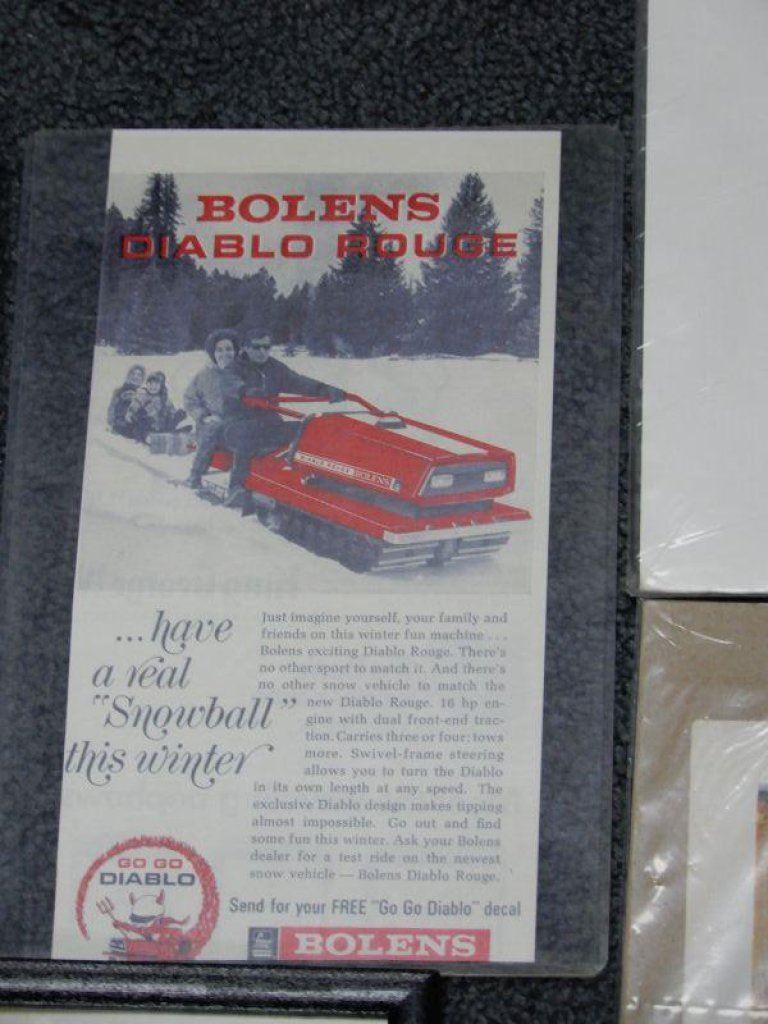 BOLENS
DIABLO ROUGE
BOLENS
...have
a real
"Snowball"
this winter
Just imagine yourself, your family and
friends on this winter fun machine ...
Bolens exciting Diablo Rouge. There's
no other sport to match it. And there's
no other snow vehicle to match the
new Diablo Rouge. 16 hp en-
gine with dual front-end trac-
tion. Carries three or four; tows
more. Swivel-frame steering
allows you to turn the Diablo
in its own length at any speed. The
exclusive Diablo design makes tipping
almost impossible. Go out and find
some fun this winter. Ask your Bolens
dealer for a test ride on the newest
snow vehicle — Bolens Diablo Rouge.
GO GO
DIABLO
Send for your FREE "Go Go Diablo" decal
BOLENS